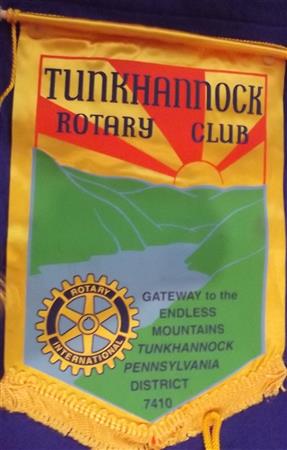 TUNKHANNOCK
ROTARY CLUB
ROTARY
INTERNATIONAL
GATEWAY to the
ENDLESS
MOUNTAINS
TUNKHANNOCK
PENNSYLVANIA
DISTRICT
7410